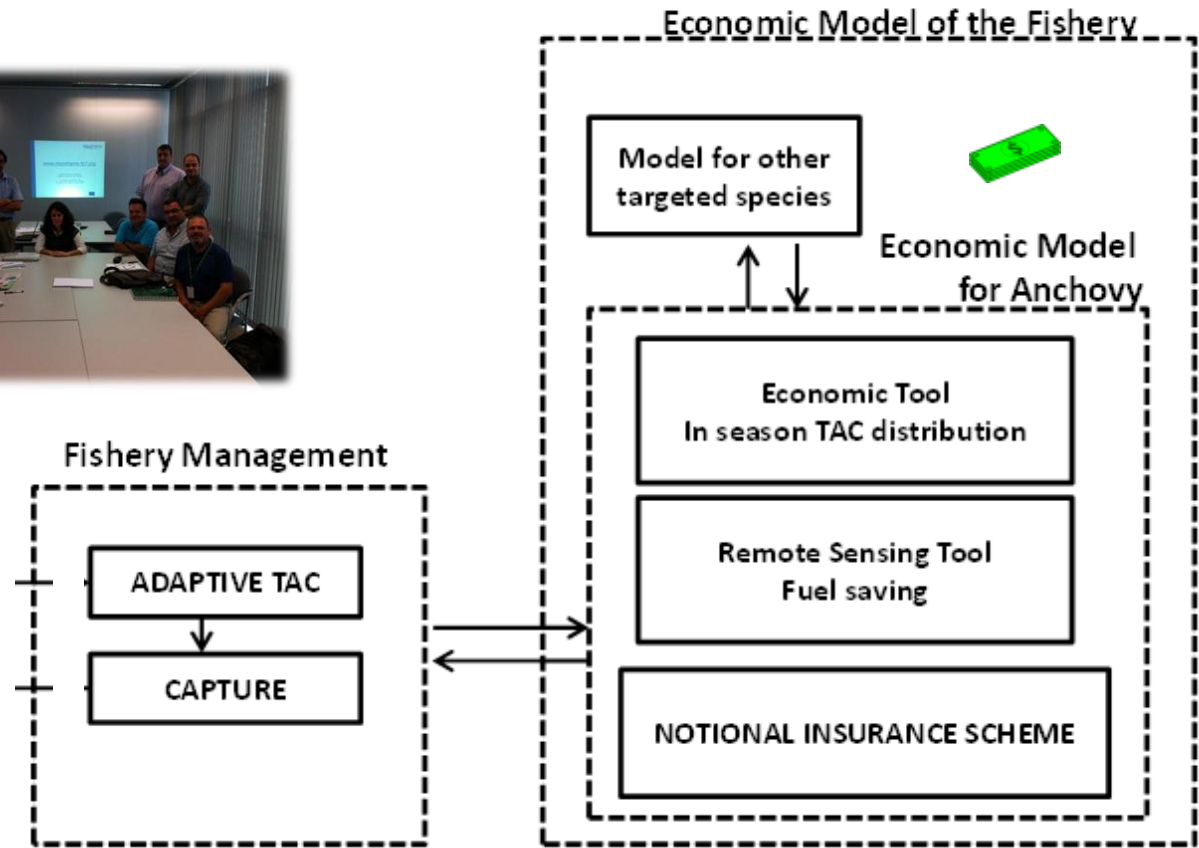 Economic Model of the Fishery
Model for other
targeted species
Economic Model
for Anchovy
Economic Tool
In season TAC distribution
Remote Sensing Tool
Fuel saving
NOTIONAL INSURANCE SCHEME
Fishery Management
ADAPTIVE TAC
CAPTURE
$